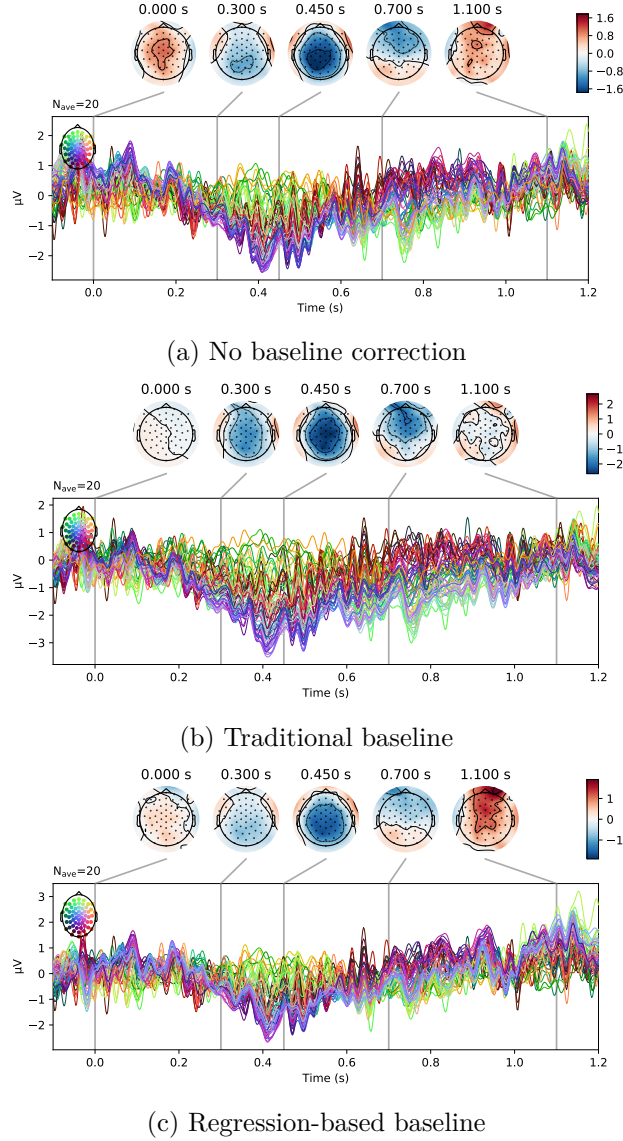 0.000 s 0.300 s 0.450 s 0.700 s 1.100 s
1.6
0.8
0.0
−0.8
−1.6
Nave=20
2
1
0
−1
−2
µV
0.0 0.2 0.4 0.6 0.8 1.0 1.2
Time (s)
(a) No baseline correction
0.000 s 0.300 s 0.450 s 0.700 s 1.100 s
2
1
0
−1
−2
Nave=20
2
1
0
−1
−2
−3
µV
0.0 0.2 0.4 0.6 0.8 1.0 1.2
Time (s)
(b) Traditional baseline
0.000 s 0.300 s 0.450 s 0.700 s 1.100 s
1
0
−1
Nave=20
3
2
1
0
−1
−2
µV
0.0 0.2 0.4 0.6 0.8 1.0 1.2
Time (s)
(c) Regression-based baseline